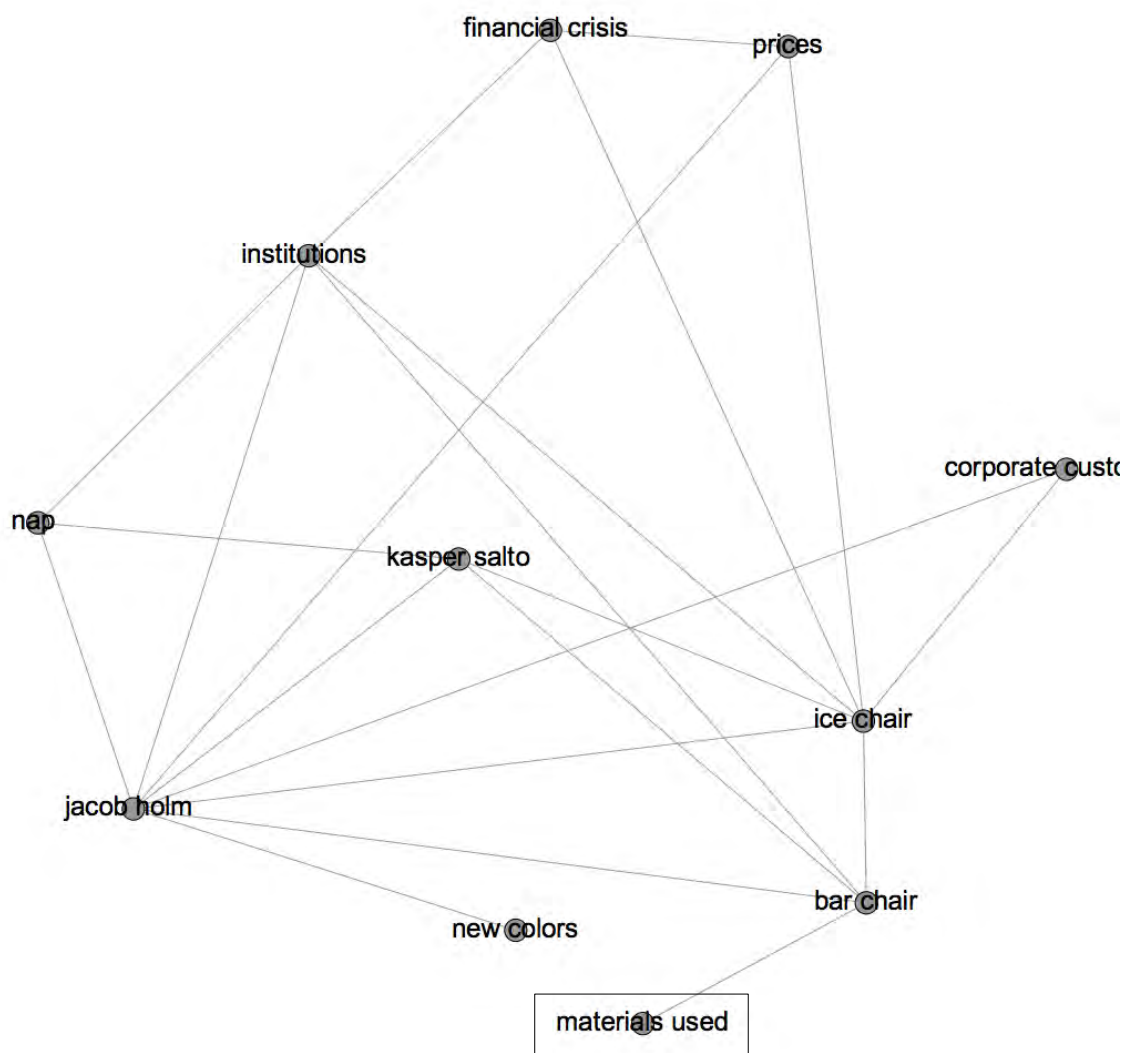 financial crisis
prices
institutions
corporate custo
nap
kasper salto
ice chair
jacob holm
bar chair
new colors
materials used